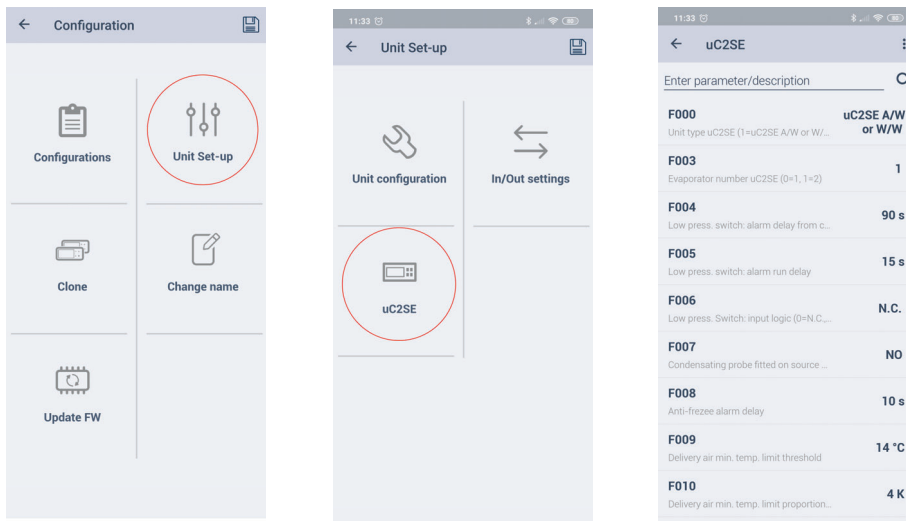 ← Configuration
Configurations
Unit Set-up
Clone
Change name
Update FW
11:33
← Unit Set-up
Unit configuration
In/Out settings
uC2SE
11:33
← uC2SE
Enter parameter/description
F000
uC2SE A/W
or W/W
Unit type uC2SE (1=uC2SE A/W or W/...
F003
1
Evaporator number uC2SE (0=1, 1=2)
F004
90 s
Low press. switch: alarm delay from c...
F005
15 s
Low press. switch: alarm run delay
F006
N.C.
Low press. Switch: input logic (0=N.C.,...
F007
NO
Condensating probe fitted on source ...
F008
10 s
Anti-frezee alarm delay
F009
14 °C
Delivery air min. temp. limit threshold
F010
4 K
Delivery air min. temp. limit proportion...